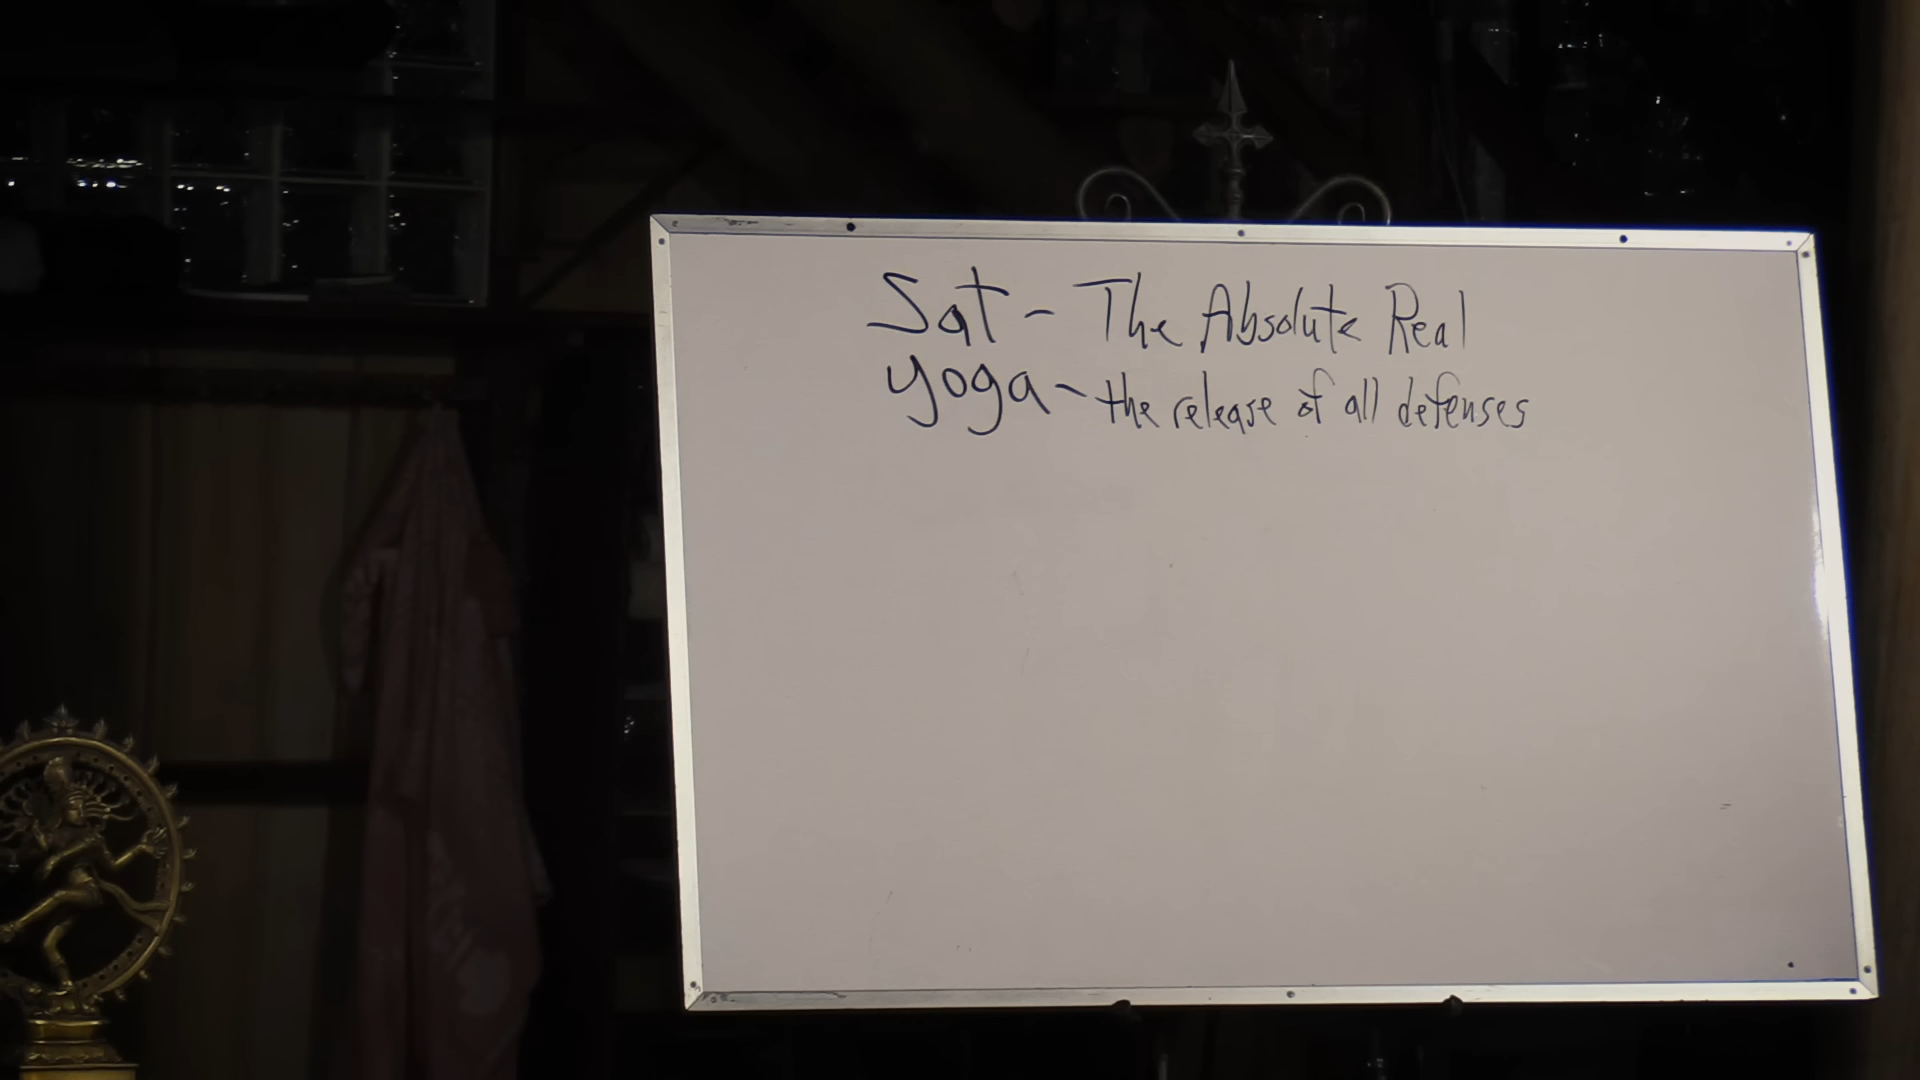 Sat - The Absolute Real
yoga - the release of all defenses